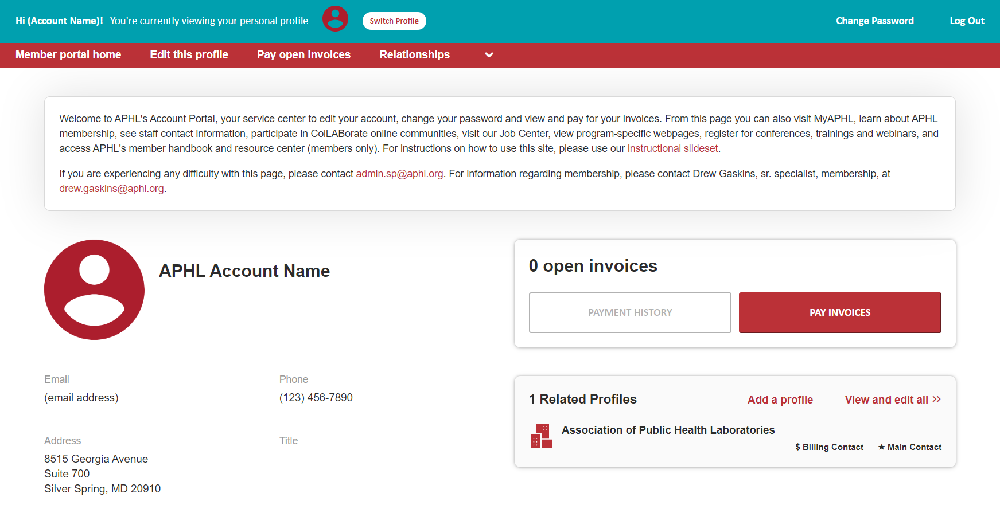 Hi (Account Name)! You're currently viewing your personal profile Switch Profile Change Password Log Out
Member portal home Edit this profile Pay open invoices Relationships
Welcome to APHL's Account Portal, your service center to edit your account, change your password and view and pay for your invoices. From this page you can also visit MyAPHL, learn about APHL
membership, see staff contact information, participate in ColLABorate online communities, visit our Job Center, view program-specific webpages, register for conferences, trainings and webinars, and
access APHL's member handbook and resource center (members only). For instructions on how to use this site, please use our instructional slideset.
If you are experiencing any difficulty with this page, please contact admin.sp@aphl.org. For information regarding membership, please contact Drew Gaskins, sr. specialist, membership, at
drew.gaskins@aphl.org.
APHL Account Name
Email
(email address)
Phone
(123) 456-7890
Address
8515 Georgia Avenue
Suite 700
Silver Spring, MD 20910
Title
0 open invoices
PAYMENT HISTORY PAY INVOICES
1 Related Profiles Add a profile View and edit all >>
Association of Public Health Laboratories
$ Billing Contact ★ Main Contact